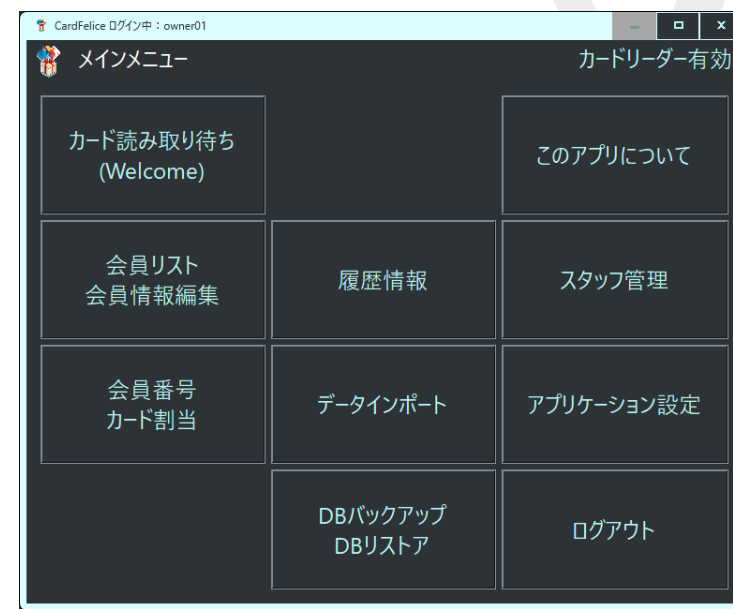 CardFelice ログイン中：owner01
メインメニュー
カードリーダー有効
カード読み取り待ち
(Welcome)
このアプリについて
会員リスト
会員情報編集
履歴情報
スタッフ管理
会員番号
カード割当
データインポート
アプリケーション設定
DBバックアップ
DBリストア
ログアウト